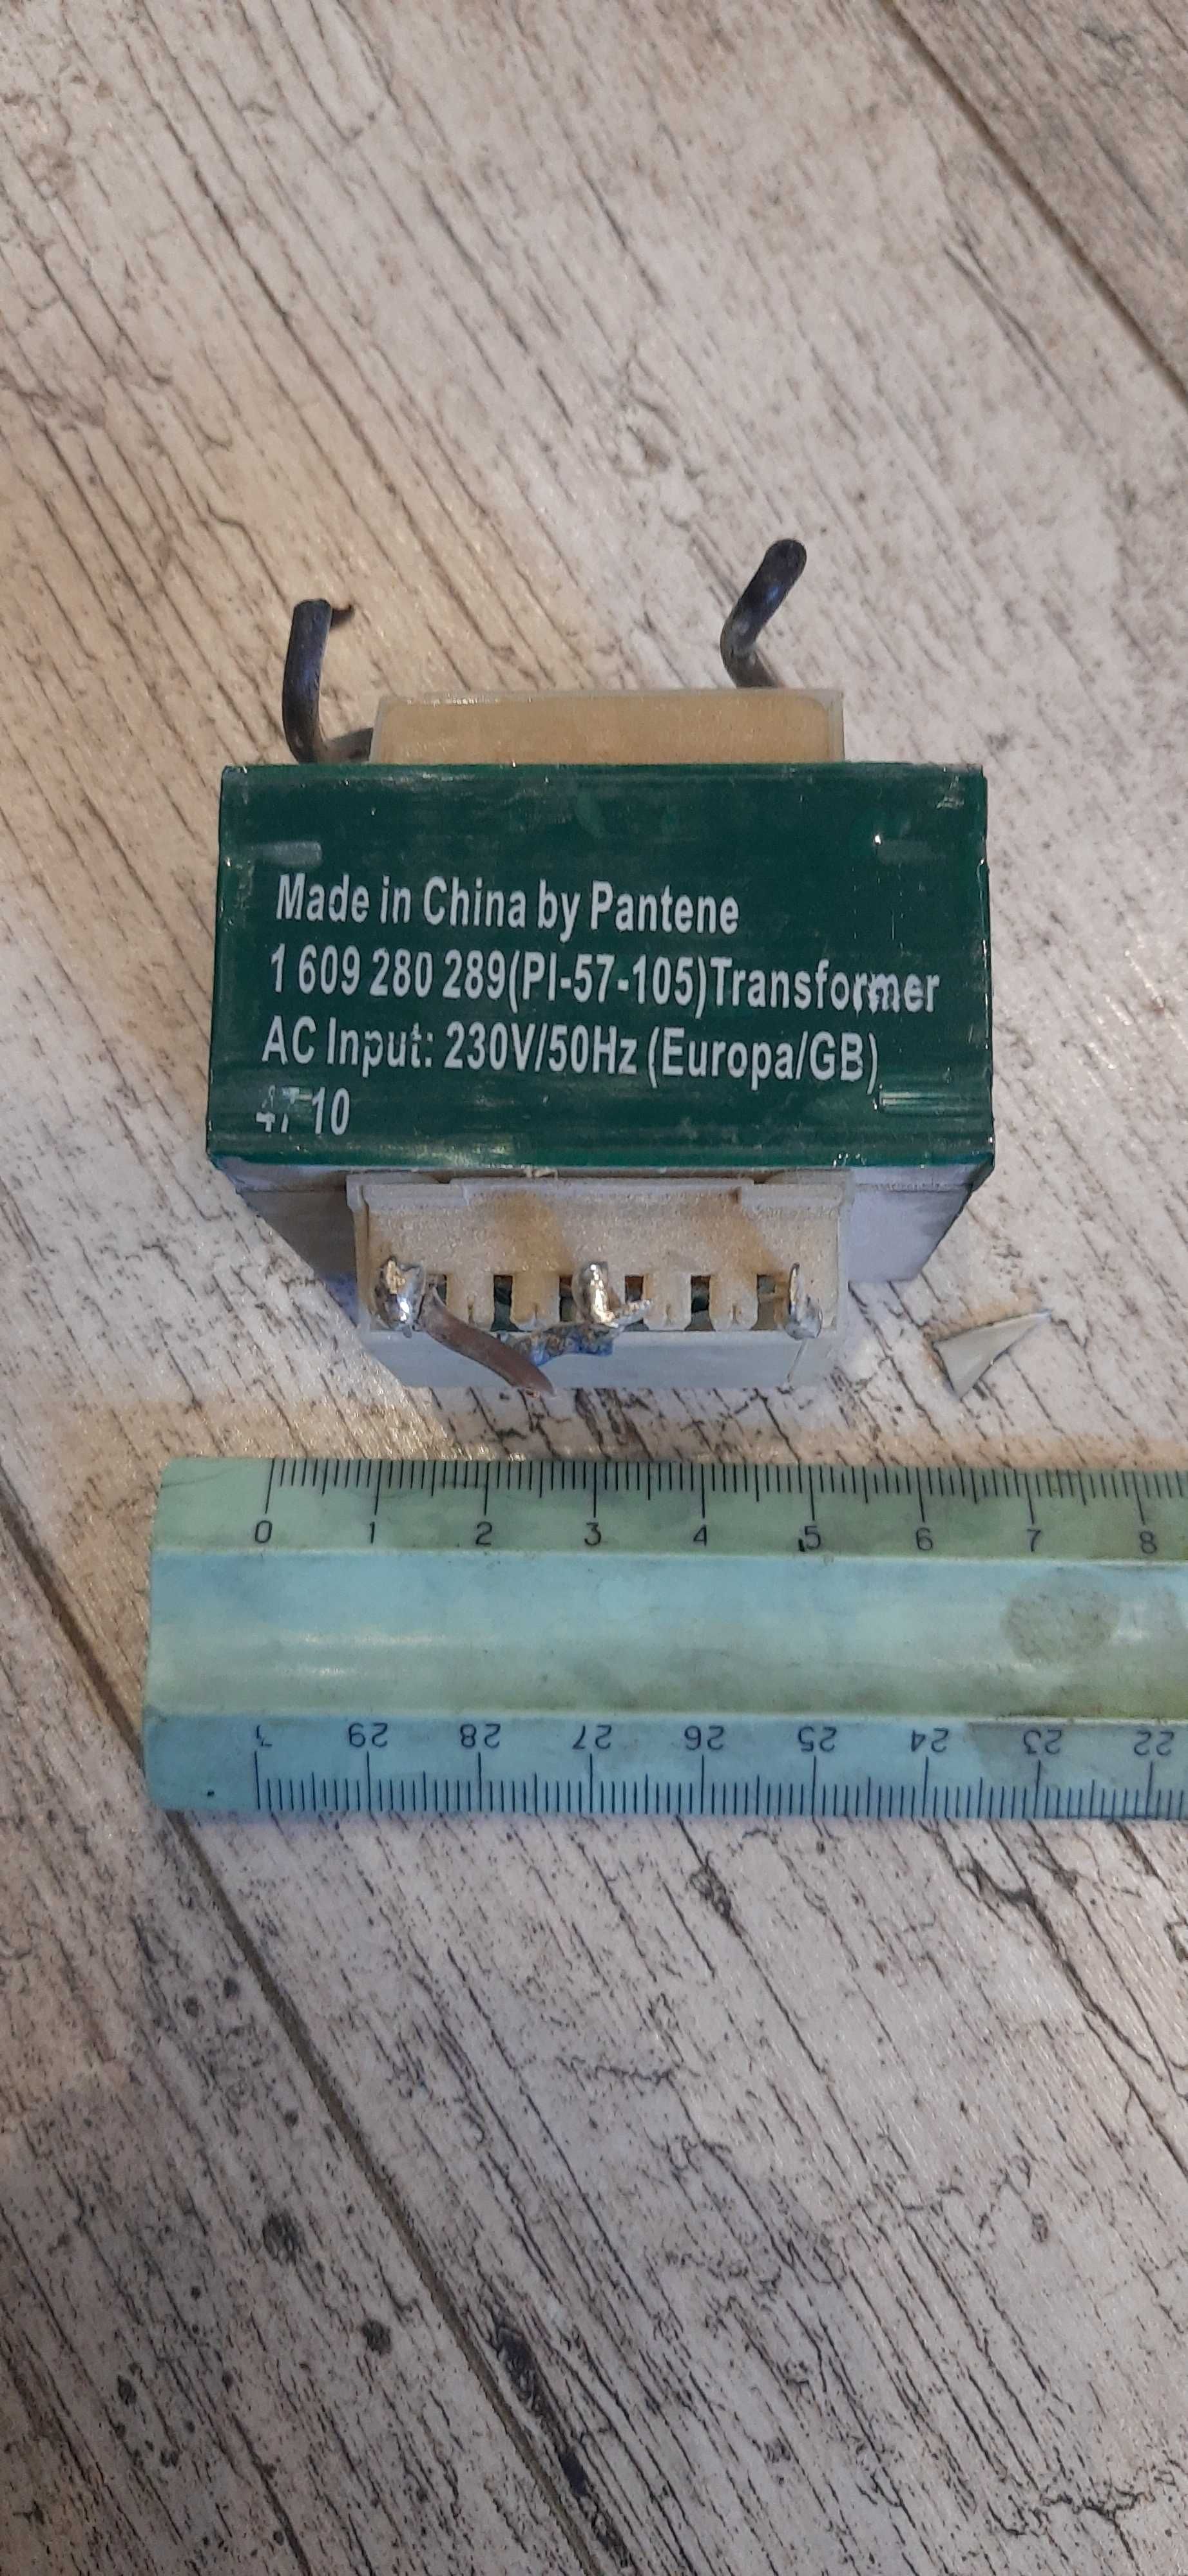 Made in China by Pantene
1 609 280 289(PI-57-105)Transformer
AC Input: 230V/50Hz (Europa/GB)
47 10
0 1 2 3 4 5 6 7 8
29 28 27 26 25 24 23 22